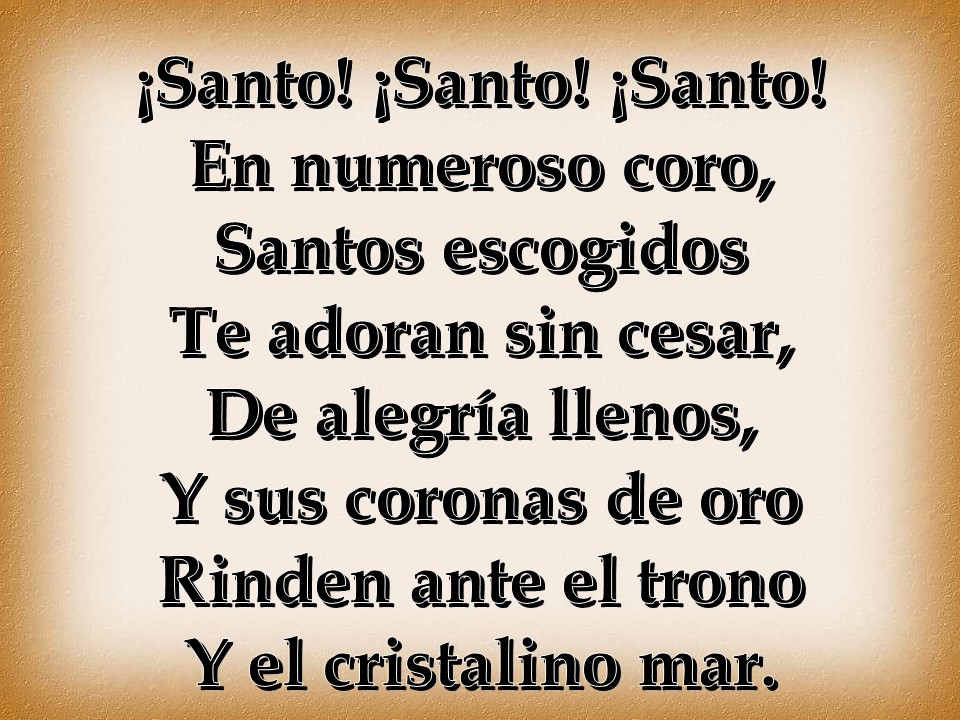 ¡Santo! ¡Santo! ¡Santo!
En numeroso coro,
Santos escogidos
Te adoran sin cesar,
De alegría llenos,
Y sus coronas de oro
Rinden ante el trono
Y el cristalino mar.